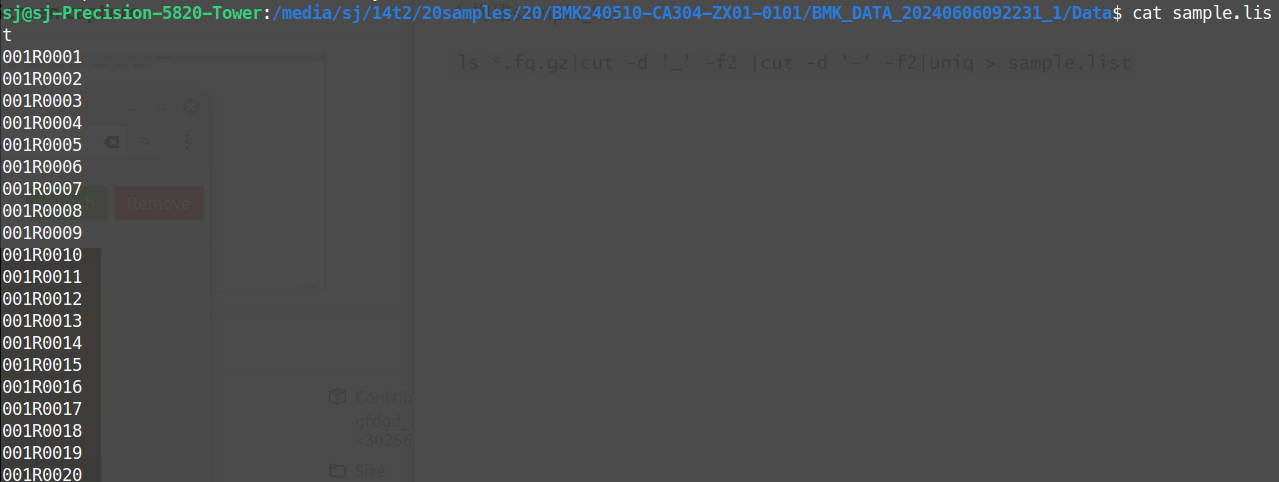 sj@sj-Precision-5820-Tower:/media/sj/14t2/20samples/20/BMK240510-CA304-ZX01-0101/BMK_DATA_20240606092231_1/Data$ cat sample.lis
t
001R0001
ls *.fq.gz|cut -d '_' -f2 |cut -d '-' -f2|uniq > sample.list
001R0002
001R0003
001R0004
001R0005
001R0006
001R0007
Remove
001R0008
001R0009
001R0010
001R0011
001R0012
001R0013
001R0014
001R0015
001R0016
Contrib
001R0017
gfdgd_
001R0018
<30256
001R0019
001R0020
Size